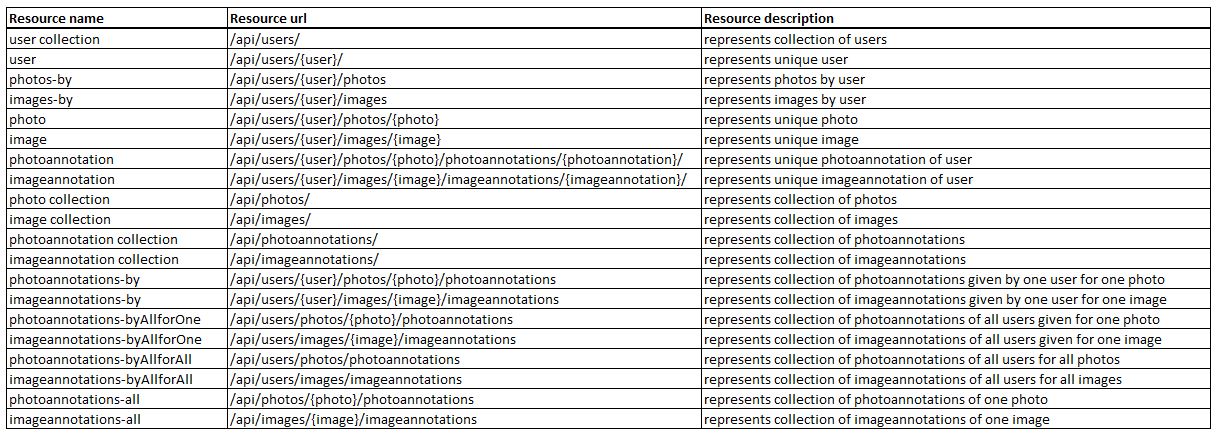 Resource name Resource url Resource description
user collection /api/users/ represents collection of users
user /api/users/{user}/ represents unique user
photos-by /api/users/{user}/photos represents photos by user
images-by /api/users/{user}/images represents images by user
photo /api/users/{user}/photos/{photo} represents unique photo
image /api/users/{user}/images/{image} represents unique image
photoannotation /api/users/{user}/photos/{photo}/photoannotations/{photoannotation}/ represents unique photoannotation of user
imageannotation /api/users/{user}/images/{image}/imageannotations/{imageannotation}/ represents unique imageannotation of user
photo collection /api/photos/ represents collection of photos
image collection /api/images/ represents collection of images
photoannotation collection /api/photoannotations/ represents collection of photoannotations
imageannotation collection /api/imageannotations/ represents collection of imageannotations
photoannotations-by /api/users/{user}/photos/{photo}/photoannotations represents collection of photoannotations given by one user for one photo
imageannotations-by /api/users/{user}/images/{image}/imageannotations represents collection of imageannotations given by one user for one image
photoannotations-byAllforOne /api/users/photos/{photo}/photoannotations represents collection of photoannotations of all users given for one photo
imageannotations-byAllforOne /api/users/images/{image}/imageannotations represents collection of imageannotations of all users given for one image
photoannotations-byAllforAll /api/users/photos/photoannotations represents collection of photoannotations of all users for all photos
imageannotations-byAllforAll /api/users/images/imageannotations represents collection of imageannotations of all users for all images
photoannotations-all /api/photos/{photo}/photoannotations represents collection of photoannotations of one photo
imageannotations-all /api/images/{image}/imageannotations represents collection of imageannotations of one image